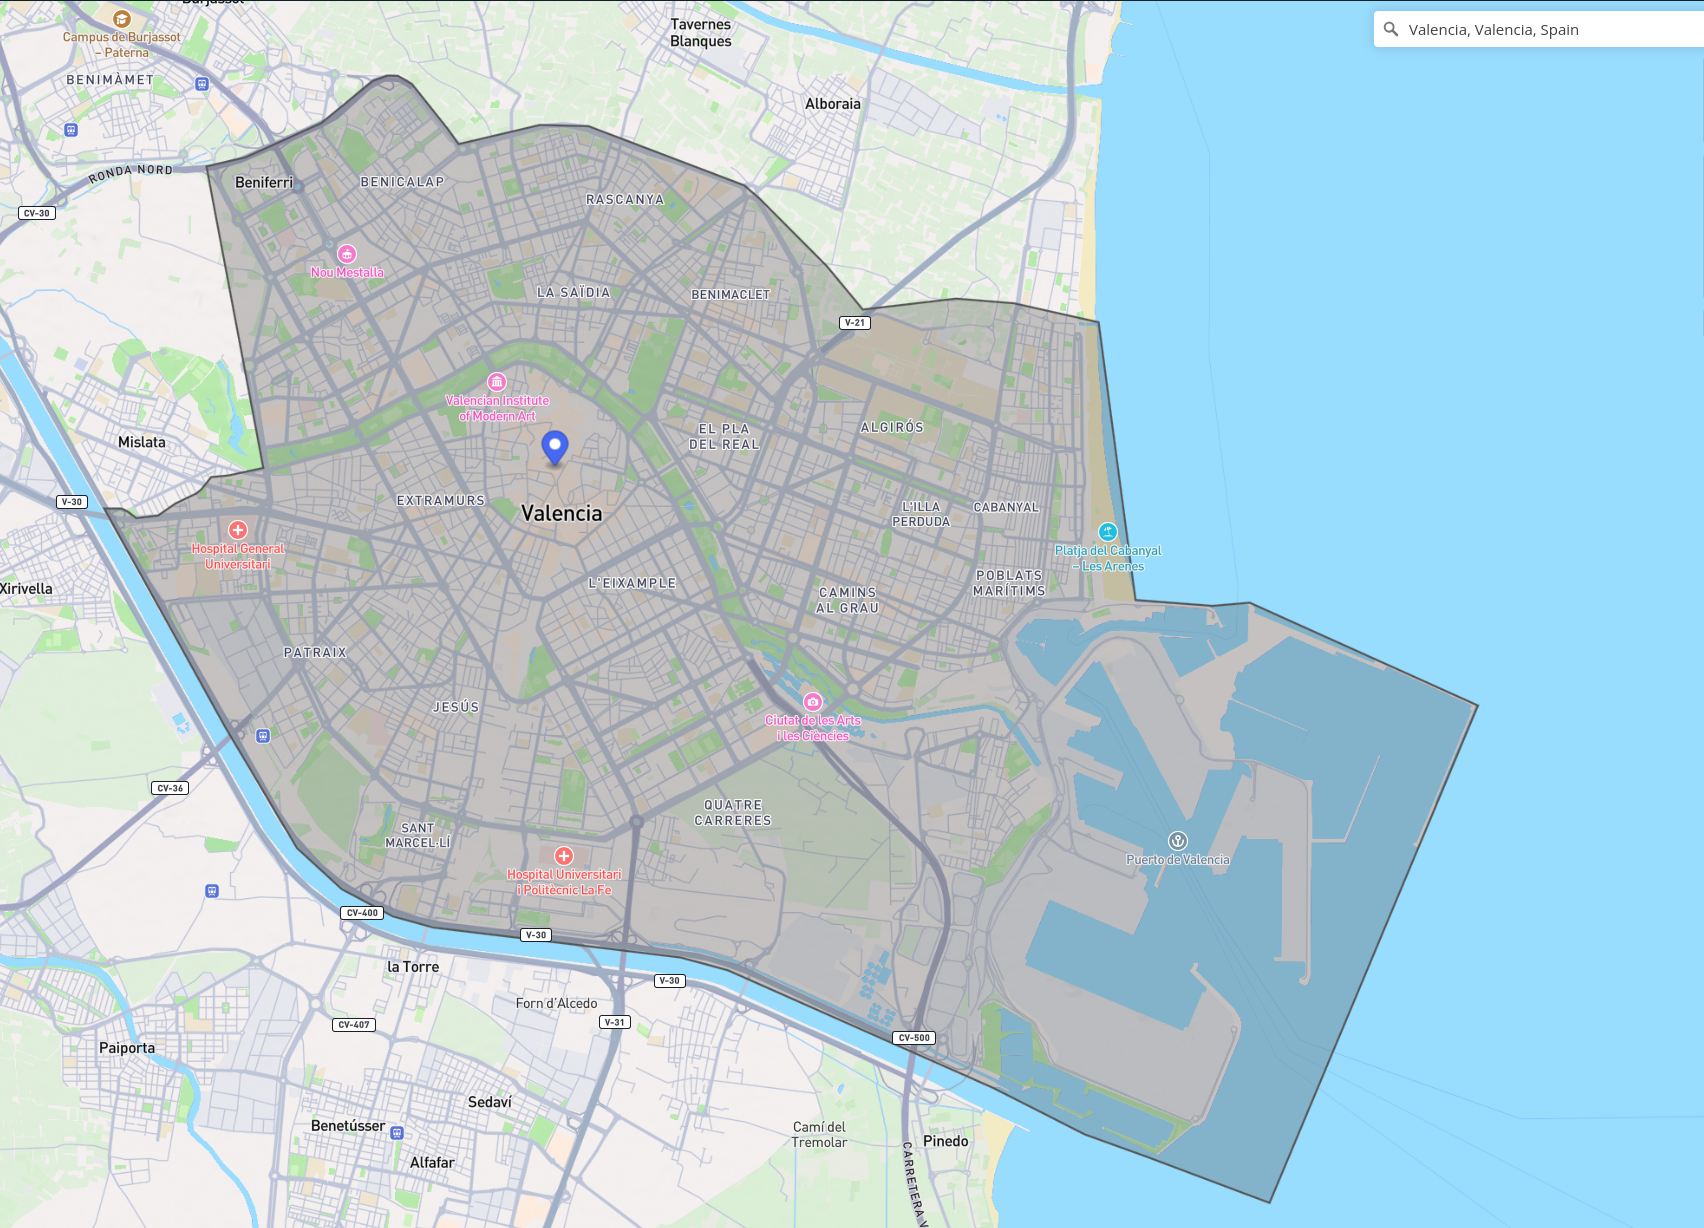 Burjassot
Valencia, Valencia, Spain
Campus de Burjassot
– Paterna
Tavernes
Blanques
BENIMÀMET
Alboraia
RONDA NORD
Beniferri
BENICALAP
RASCANYA
CV-30
Nou Mestalla
LA SAÏDIA
BENIMACLET
V-21
Valencian Institute
of Modern Art
Mislata
EL PLA
DEL REAL
ALGIRÓS
V-30
EXTRAMURS
Valencia
L'ILLA
PERDUDA
CABANYAL
Hospital General
Universitari
Platja del Cabanyal
– Les Arenes
Xirivella
L'EIXAMPLE
CAMINS
AL GRAU
POBLATS
MARÍTIMS
PATRAIX
JESÚS
Ciutat de les Arts
i les Ciències
CV-36
QUATRE
CARRERES
SANT
MARCEL·LÍ
Puerto de Valencia
Hospital Universitari
i Politècnic La Fe
CV-400
V-30
la Torre
V-30
Forn d'Alcedo
CV-407
V-31
CV-500
Paiporta
Sedaví
Benetússer
Camí del
Tremolar
Pinedo
Alfafar
CARRETERA V